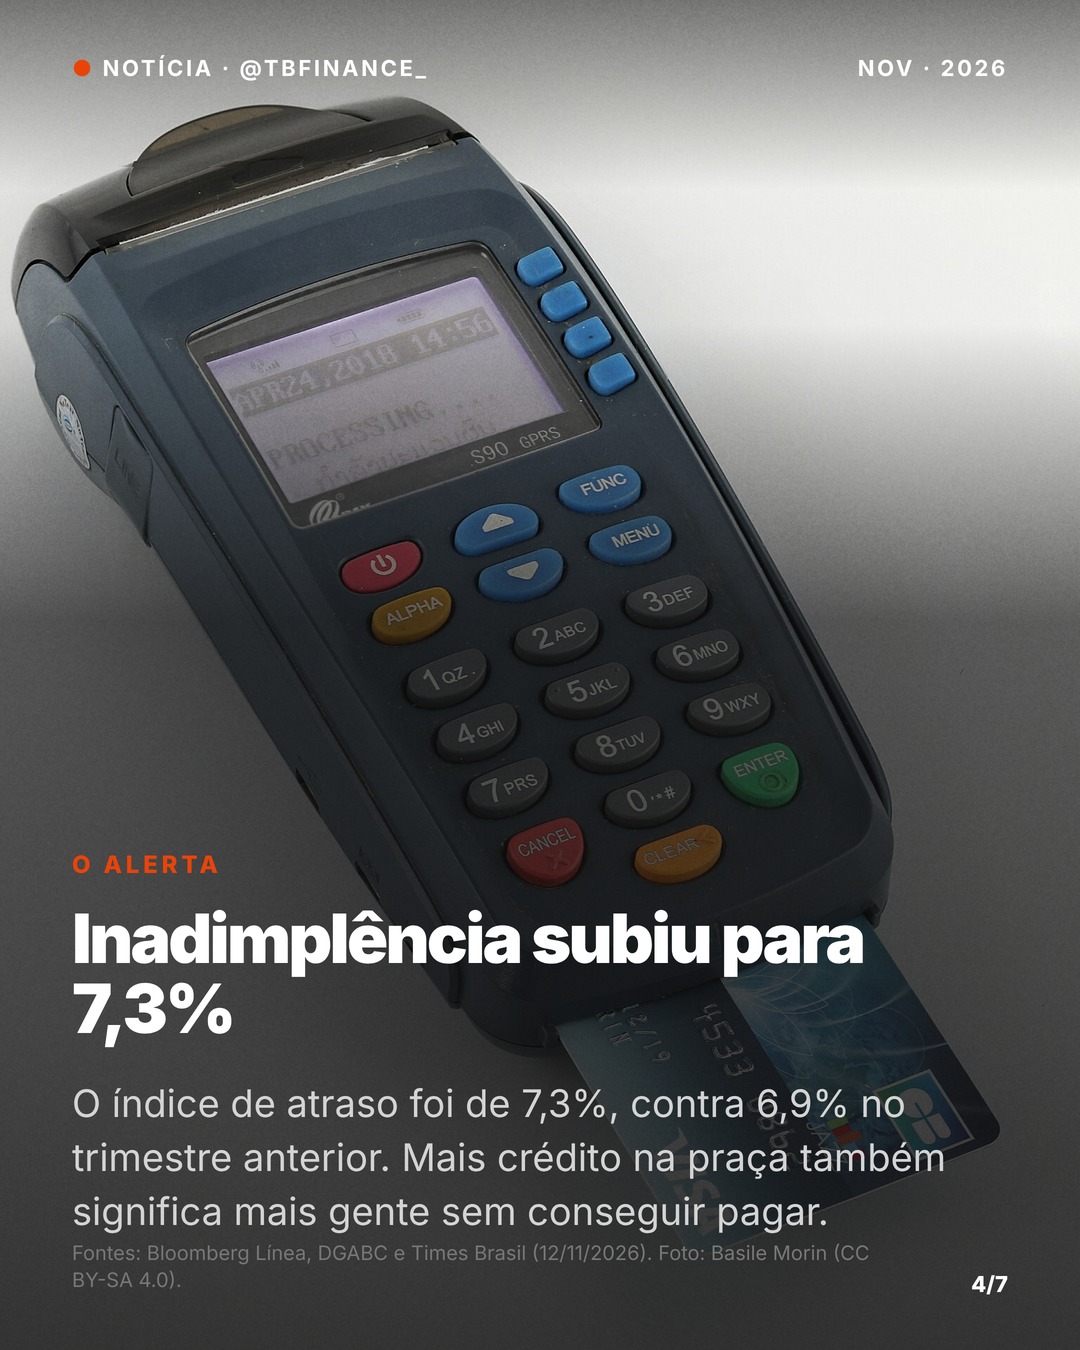 NOTÍCIA · @TBFINANCE_
NOV · 2026
APR24,2018 14:56
PROCESSING....
S90 GPRS
FUNC
MENU
ALPHA
1QZ.
2ABC
3DEF
4GHI
5JKL
6MNO
7PRS
8TUV
9WXY
0,*#
ENTER
CANCEL
CLEAR
12/19
4533
VISA
O ALERTA
Inadimplência subiu para
7,3%
O índice de atraso foi de 7,3%, contra 6,9% no
trimestre anterior. Mais crédito na praça também
significa mais gente sem conseguir pagar.
Fontes: Bloomberg Línea, DGABC e Times Brasil (12/11/2026). Foto: Basile Morin (CC
BY-SA 4.0).
4/7